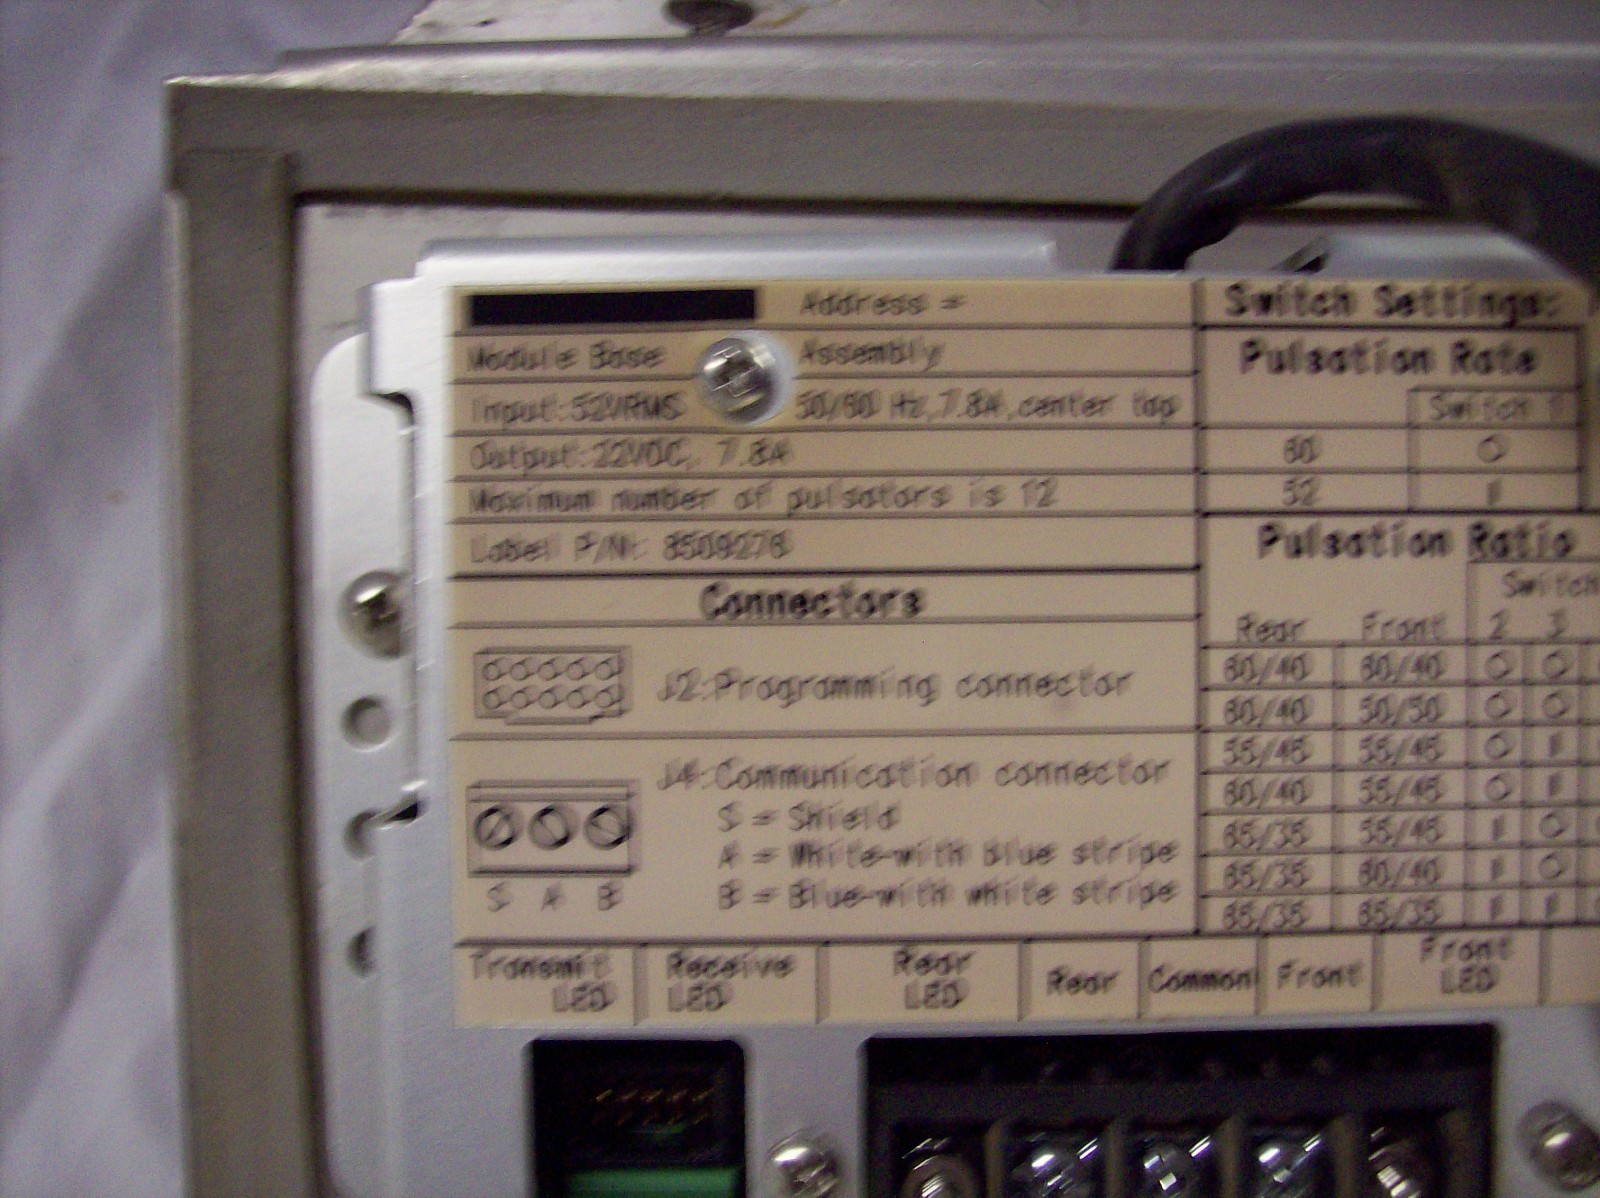 Address =
Module Base Assembly
Input: 52VRMS 50/60 Hz, 7.8A, center tap
Output: 22VDC, 7.8A
Maximum number of pulsators is 12
Label P/N:
Connectors
J2: Programming connector
J4: Communication connector
S = Shield
A = White-with blue stripe
B = Blue-with white stripe
S A B
Switch Settings:
Pulsation Rate
Switch 1
60 O
52 I
Pulsation Ratio
Switch
Rear Front 2 3
60/40 60/40 O O
60/40 50/50 O O
55/45 55/45 O I
60/40 55/45 O I
65/35 55/45 I O
65/35 60/40 I O
65/35 65/35 I I
Transmit LED
Receive LED
Rear LED
Rear
Common
Front
Front LED